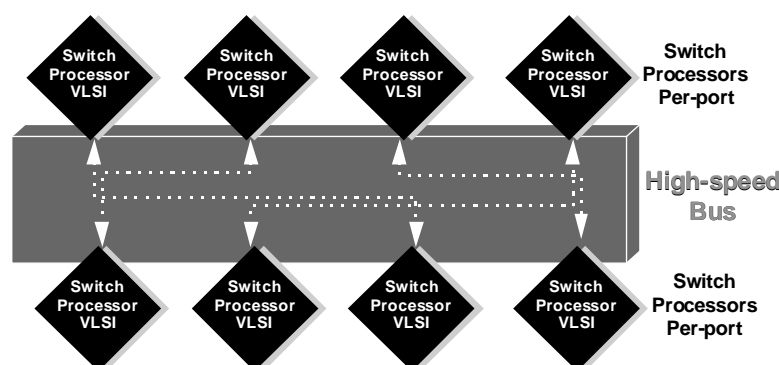 Switch
Processor
VLSI
Switch
Processor
VLSI
Switch
Processor
VLSI
Switch
Processor
VLSI
Switch
Processors
Per-port
High-speed
Bus
Switch
Processor
VLSI
Switch
Processor
VLSI
Switch
Processor
VLSI
Switch
Processor
VLSI
Switch
Processors
Per-port